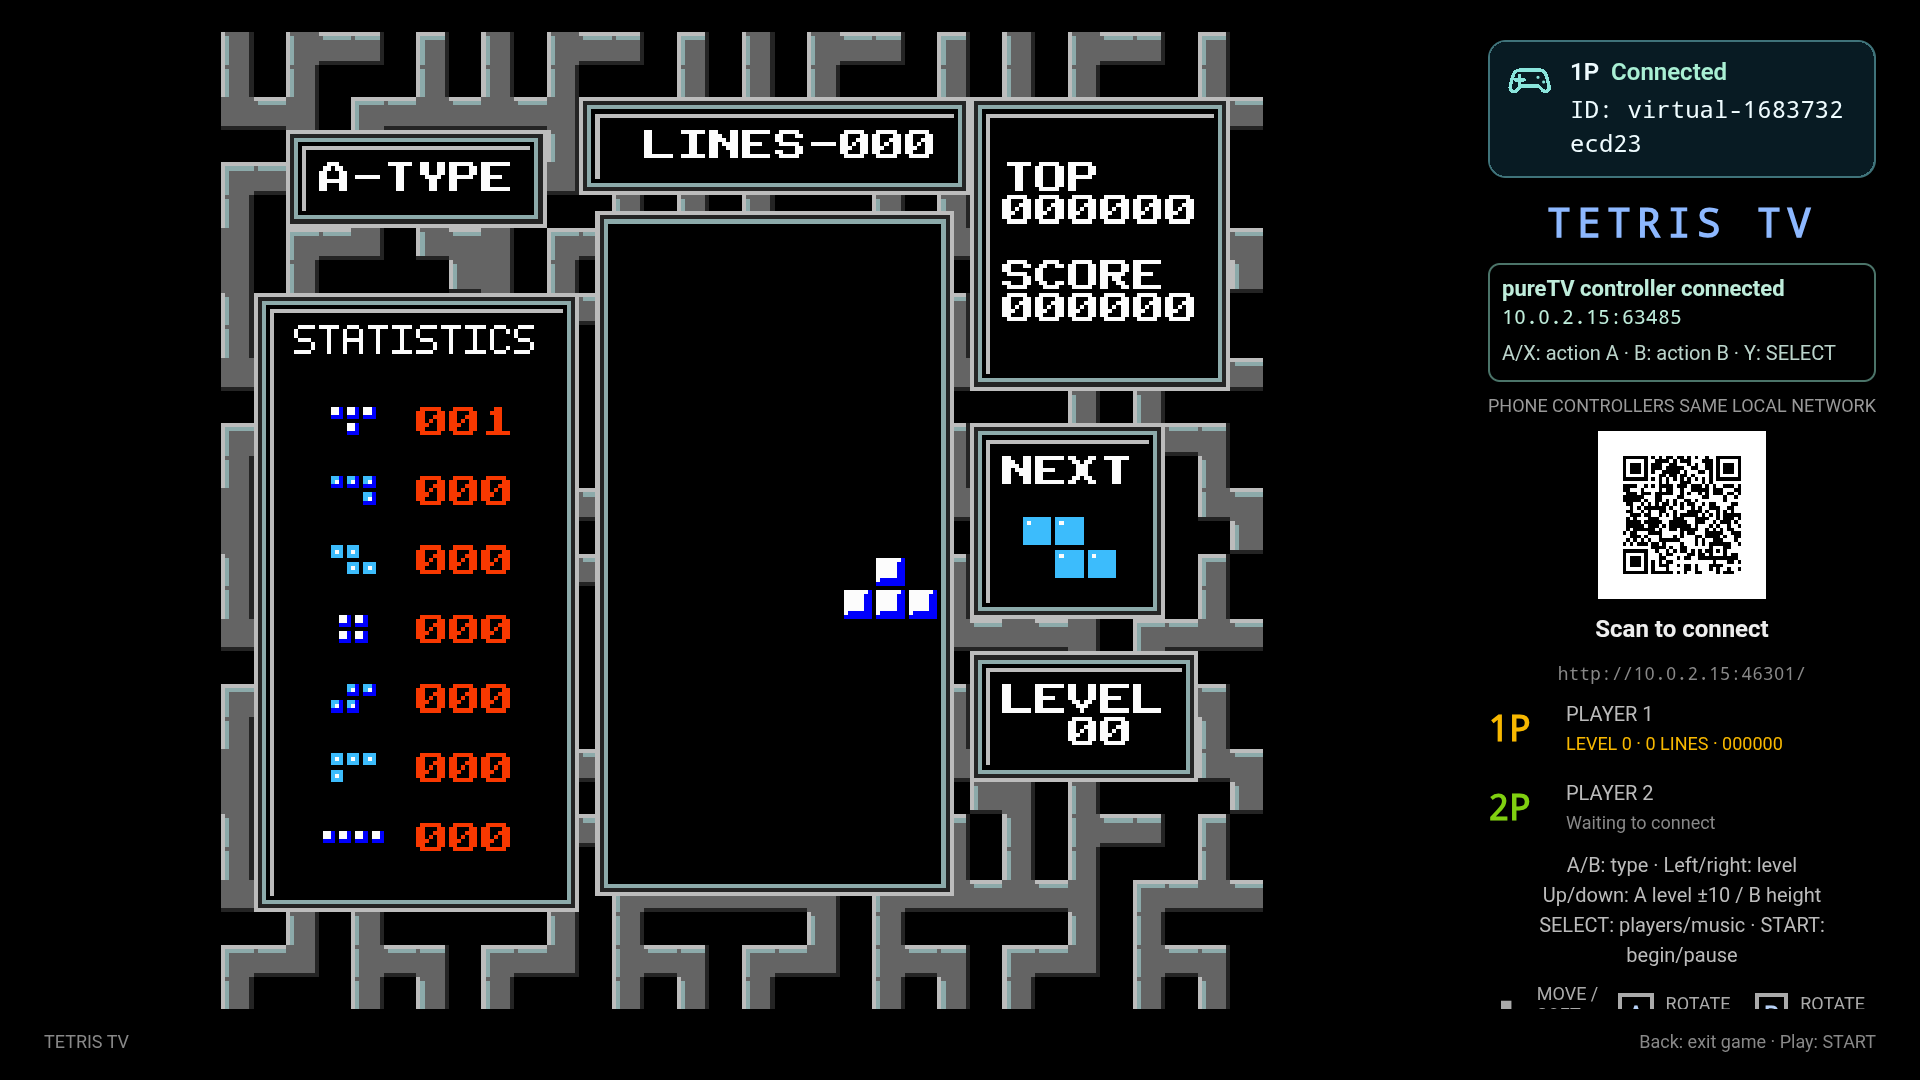 A-TYPE
LINES-000
TOP
000000
SCORE
000000
STATISTICS
001
000
000
000
000
000
000
NEXT
LEVEL
00
1P Connected
ID: virtual-1683732
ecd23
TETRIS TV
pureTV controller connected
10.0.2.15:63485
A/X: action A · B: action B · Y: SELECT
PHONE CONTROLLERS SAME LOCAL NETWORK
Scan to connect
http://10.0.2.15:46301/
1P PLAYER 1
LEVEL 0 · 0 LINES · 000000
2P PLAYER 2
Waiting to connect
A/B: type · Left/right: level
Up/down: A level ±10 / B height
SELECT: players/music · START:
begin/pause
MOVE /
ROTATE
ROTATE
TETRIS TV
Back: exit game · Play: START